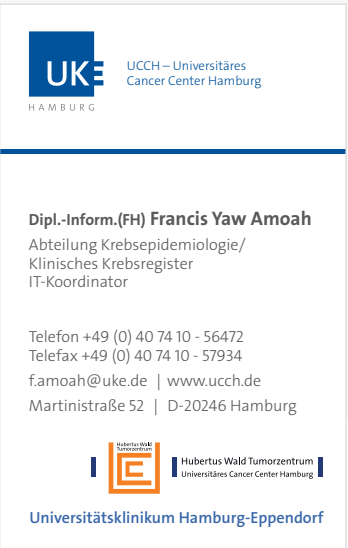 UKE
HAMBURG
UCCH – Universitäres
Cancer Center Hamburg
Dipl.-Inform.(FH) Francis Yaw Amoah
Abteilung Krebsepidemiologie/
Klinisches Krebsregister
IT-Koordinator
Telefon +49 (0) 40 74 10 - 56472
Telefax +49 (0) 40 74 10 - 57934
f.amoah@uke.de | www.ucch.de
Martinistraße 52 | D-20246 Hamburg
Hubertus Wald
Tumorzentrum
Hubertus Wald Tumorzentrum
Universitäres Cancer Center Hamburg
Universitätsklinikum Hamburg-Eppendorf